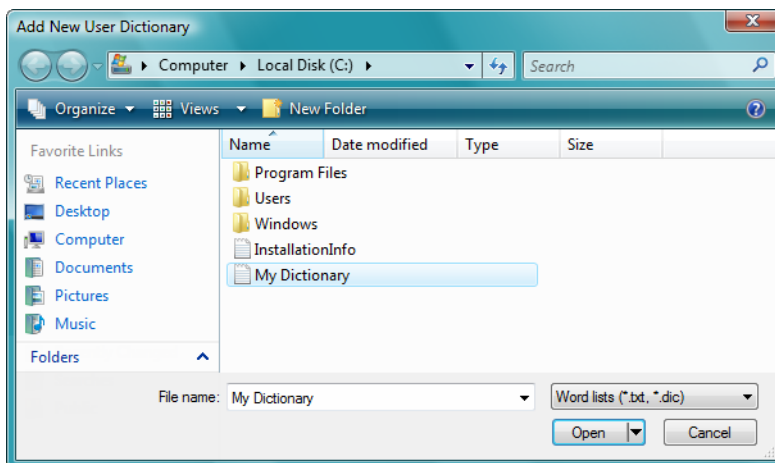 Add New User Dictionary
Computer Local Disk (C:) Search
Organize Views New Folder
Favorite Links
Recent Places
Desktop
Computer
Documents
Pictures
Music
Folders
Name Date modified Type Size
Program Files
Users
Windows
InstallationInfo
My Dictionary
File name: My Dictionary Word lists (*.txt, *.dic)
Open Cancel